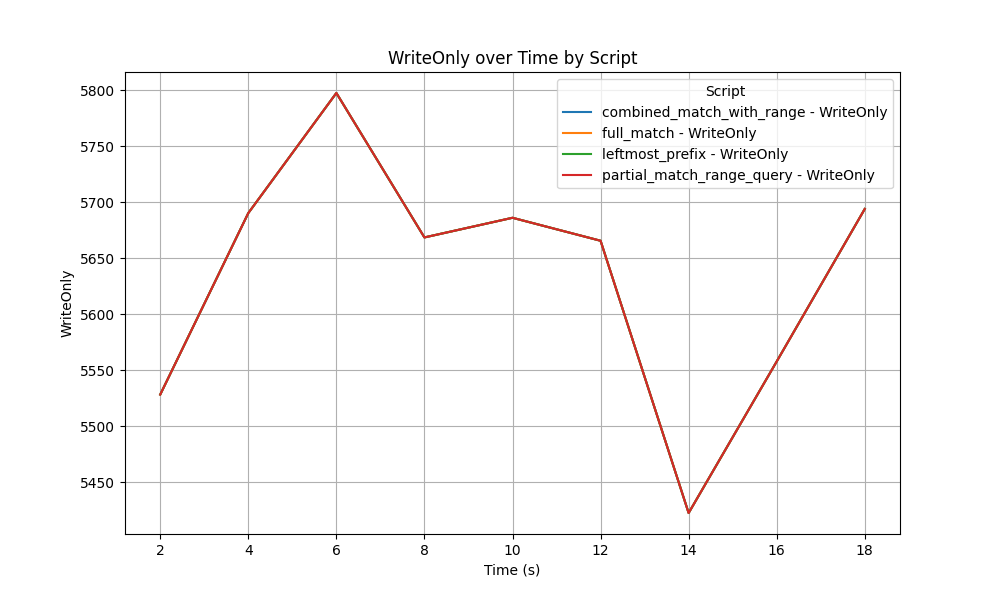 WriteOnly over Time by Script
Script
combined_match_with_range - WriteOnly
full_match - WriteOnly
leftmost_prefix - WriteOnly
partial_match_range_query - WriteOnly
WriteOnly
5800
5750
5700
5650
5600
5550
5500
5450
2 4 6 8 10 12 14 16 18
Time (s)